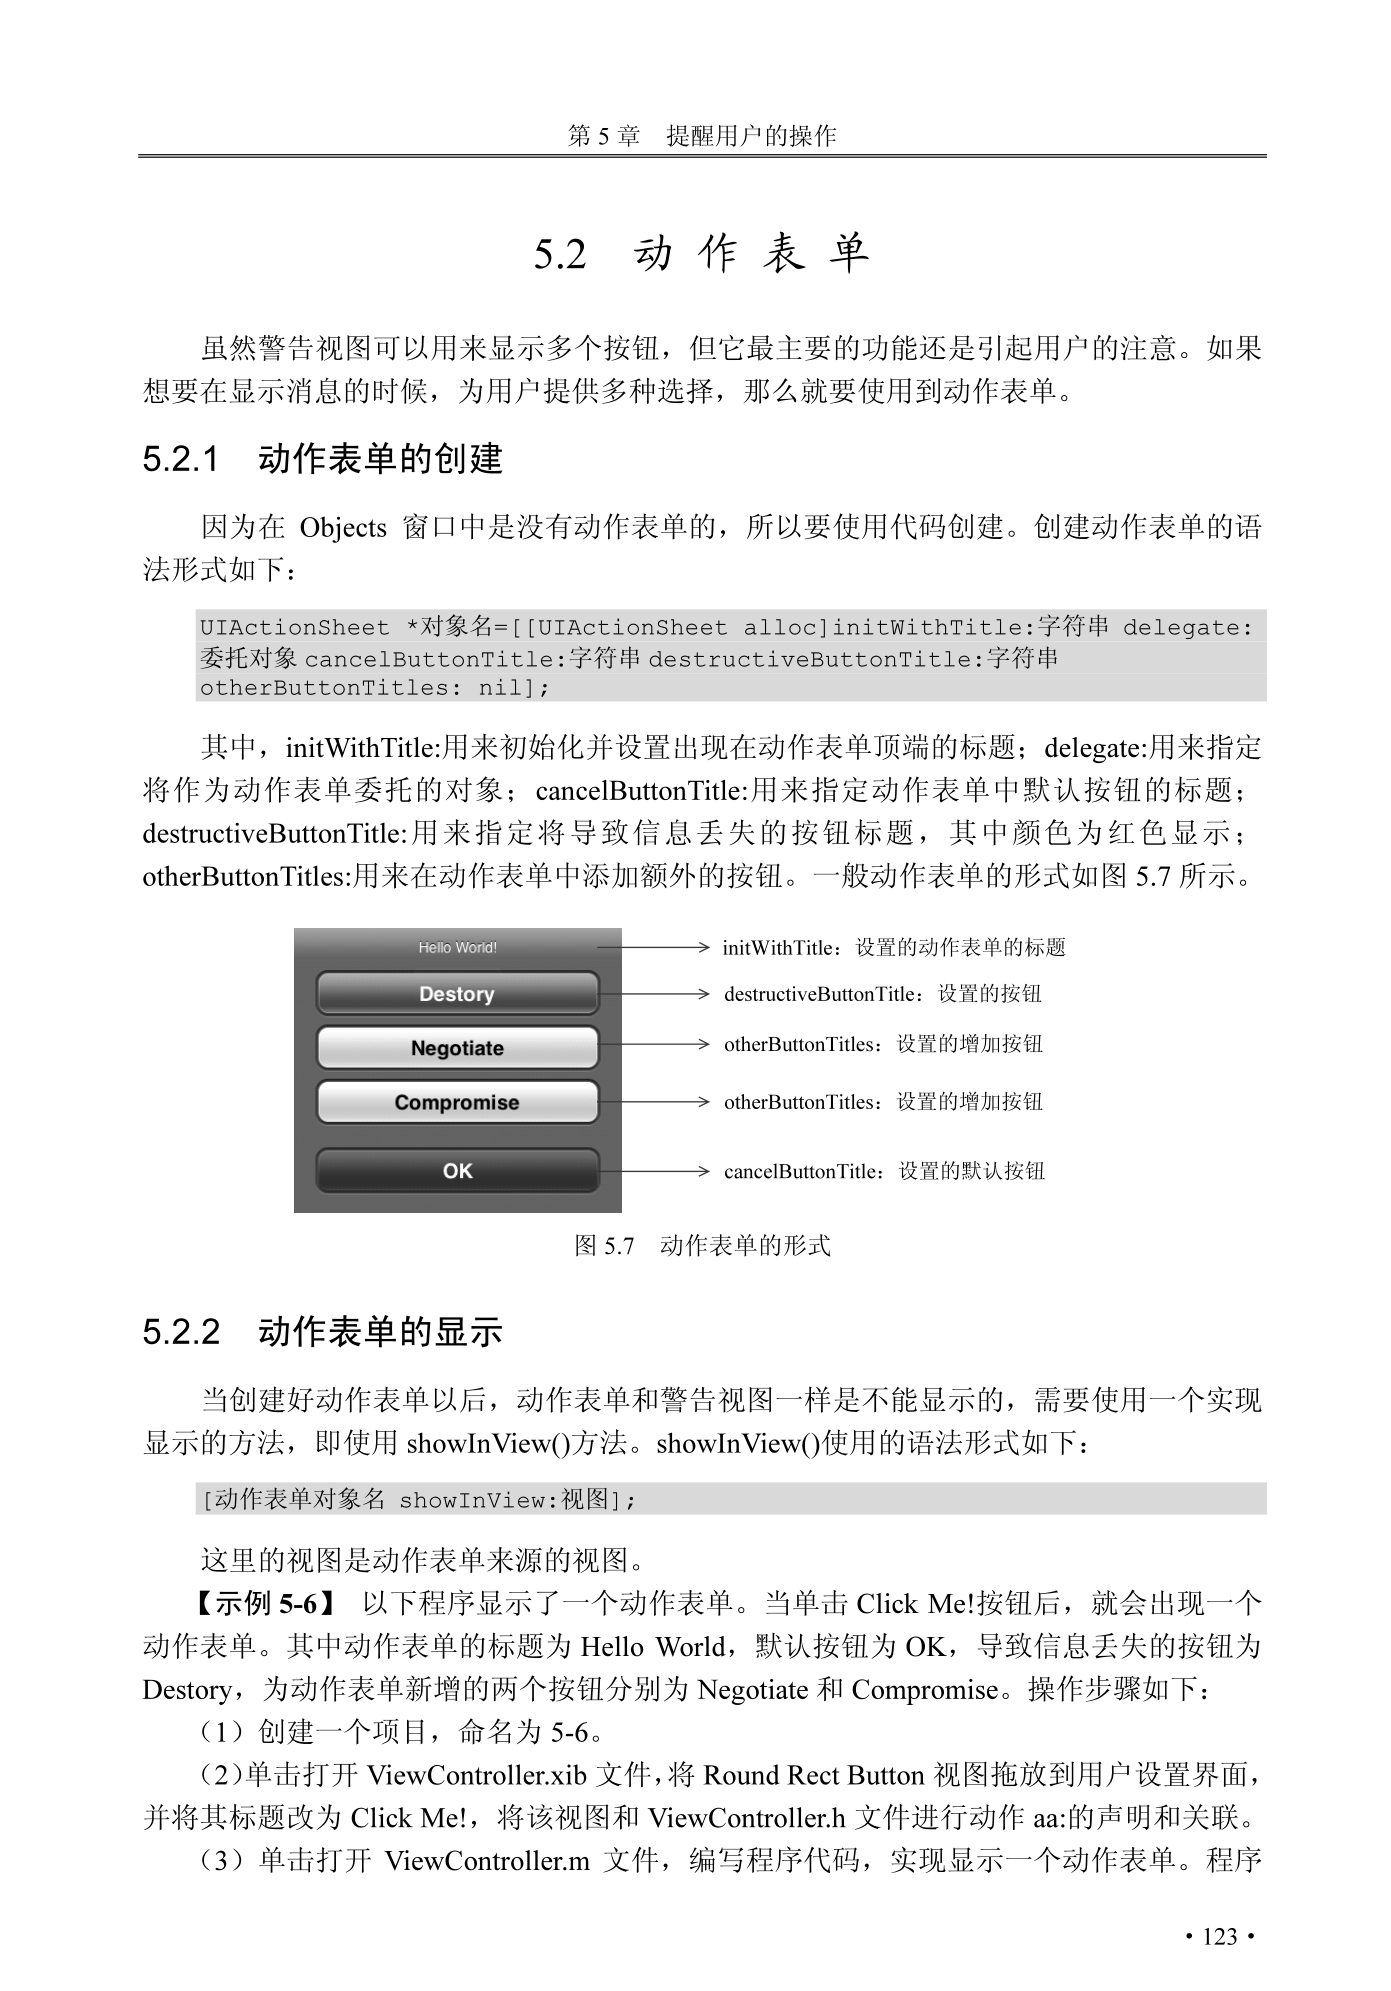 第 5 章 提醒用户的操作
5.2 动 作 表 单
虽然警告视图可以用来显示多个按钮，但它最主要的功能还是引起用户的注意。如果
想要在显示消息的时候，为用户提供多种选择，那么就要使用到动作表单。
5.2.1 动作表单的创建
因为在 Objects 窗口中是没有动作表单的，所以要使用代码创建。创建动作表单的语
法形式如下：
UIActionSheet *对象名=[[UIActionSheet alloc]initWithTitle:字符串 delegate:
委托对象 cancelButtonTitle:字符串 destructiveButtonTitle:字符串
otherButtonTitles: nil];
其中，initWithTitle:用来初始化并设置出现在动作表单顶端的标题；delegate:用来指定
将作为动作表单委托的对象；cancelButtonTitle:用来指定动作表单中默认按钮的标题；
destructiveButtonTitle:用来指定将导致信息丢失的按钮标题，其中颜色为红色显示；
otherButtonTitles:用来在动作表单中添加额外的按钮。一般动作表单的形式如图 5.7 所示。
Hello World! initWithTitle：设置的动作表单的标题
Destory destructiveButtonTitle：设置的按钮
Negotiate otherButtonTitles：设置的增加按钮
Compromise otherButtonTitles：设置的增加按钮
OK cancelButtonTitle：设置的默认按钮
图 5.7 动作表单的形式
5.2.2 动作表单的显示
当创建好动作表单以后，动作表单和警告视图一样是不能显示的，需要使用一个实现
显示的方法，即使用 showInView()方法。showInView()使用的语法形式如下：
[动作表单对象名 showInView:视图];
这里的视图是动作表单来源的视图。
【示例 5-6】 以下程序显示了一个动作表单。当单击 Click Me!按钮后，就会出现一个
动作表单。其中动作表单的标题为 Hello World，默认按钮为 OK，导致信息丢失的按钮为
Destory，为动作表单新增的两个按钮分别为 Negotiate 和 Compromise。操作步骤如下：
（1）创建一个项目，命名为 5-6。
（2）单击打开 ViewController.xib 文件，将 Round Rect Button 视图拖放到用户设置界面，
并将其标题改为 Click Me!，将该视图和 ViewController.h 文件进行动作 aa:的声明和关联。
（3）单击打开 ViewController.m 文件，编写程序代码，实现显示一个动作表单。程序
·123·